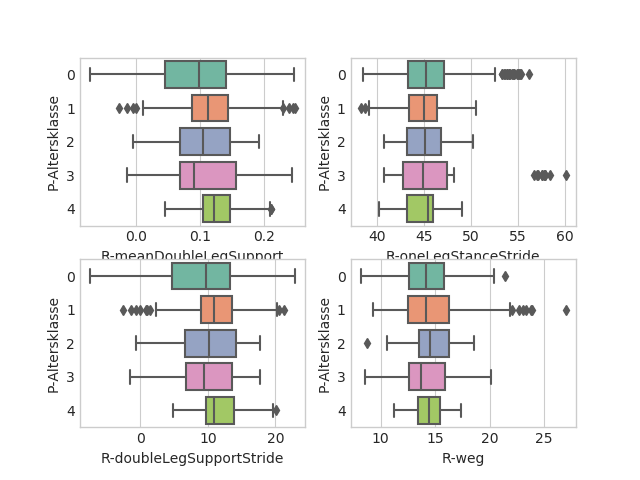 P-Altersklasse
0
1
2
3
4
0.0 0.1 0.2
R-meanDoubleLegSupport
P-Altersklasse
0
1
2
3
4
40 45 50 55 60
R-oneLegStanceStride
P-Altersklasse
0
1
2
3
4
0 10 20
R-doubleLegSupportStride
P-Altersklasse
0
1
2
3
4
10 15 20 25
R-weg